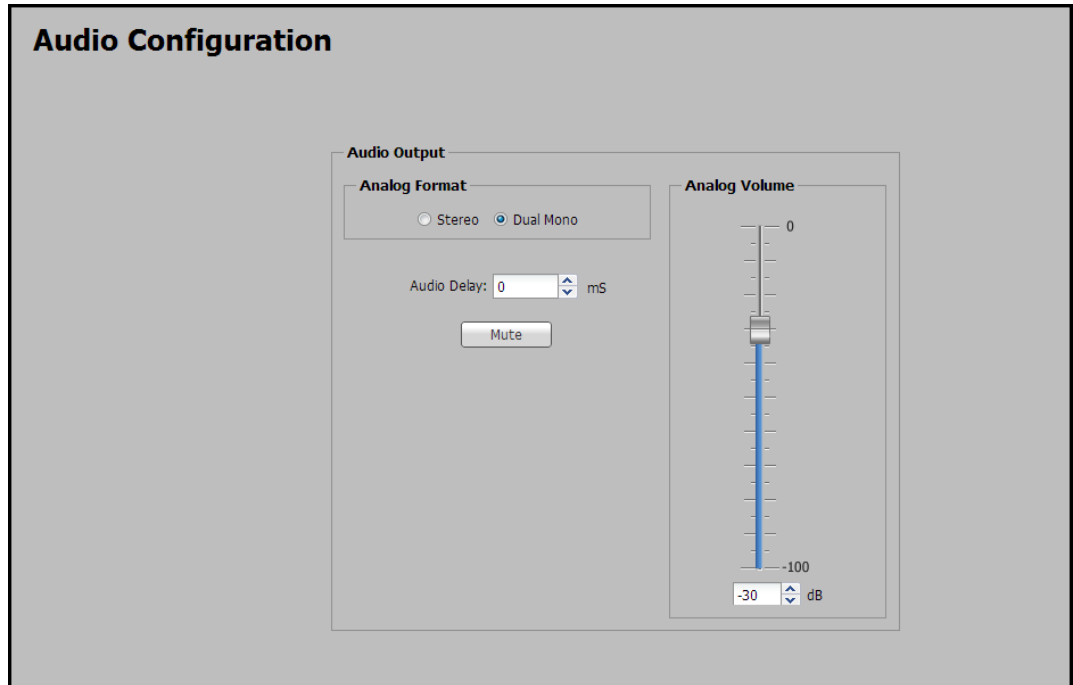 Audio Configuration
Audio Output
Analog Format
Stereo Dual Mono
Audio Delay: 0 mS
Mute
Analog Volume
0
-100
-30 dB